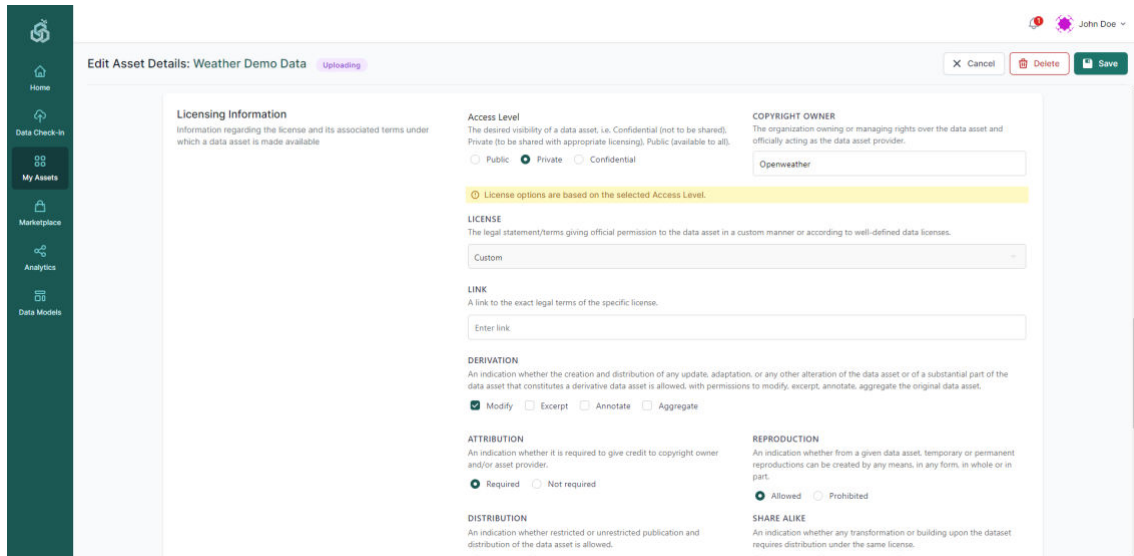 1
John Doe
Edit Asset Details: Weather Demo Data
Uploading
Cancel
Delete
Save
Home
Data Check-In
My Assets
Marketplace
Analytics
Data Models
Licensing Information
Information regarding the license and its associated terms under
which a data asset is made available
Access Level
The desired visibility of a data asset, i.e. Confidential (not to be shared),
Private (to be shared with appropriate licensing), Public (available to all).
Public Private Confidential
COPYRIGHT OWNER
The organization owning or managing rights over the data asset and
officially acting as the data asset provider.
Openweather
License options are based on the selected Access Level.
LICENSE
The legal statement/terms giving official permission to the data asset in a custom manner or according to well-defined data licenses.
Custom
LINK
A link to the exact legal terms of the specific license.
Enter link
DERIVATION
An indication whether the creation and distribution of any update, adaptation, or any other alteration of the data asset or of a substantial part of the
data asset that constitutes a derivative data asset is allowed, with permissions to modify, excerpt, annotate, aggregate the original data asset.
Modify Excerpt Annotate Aggregate
ATTRIBUTION
An indication whether it is required to give credit to copyright owner
and/or asset provider.
Required Not required
REPRODUCTION
An indication whether from a given data asset, temporary or permanent
reproductions can be created by any means, in any form, in whole or in
part.
Allowed Prohibited
DISTRIBUTION
An indication whether restricted or unrestricted publication and
distribution of the data asset is allowed.
SHARE ALIKE
An indication whether any transformation or building upon the dataset
requires distribution under the same license.